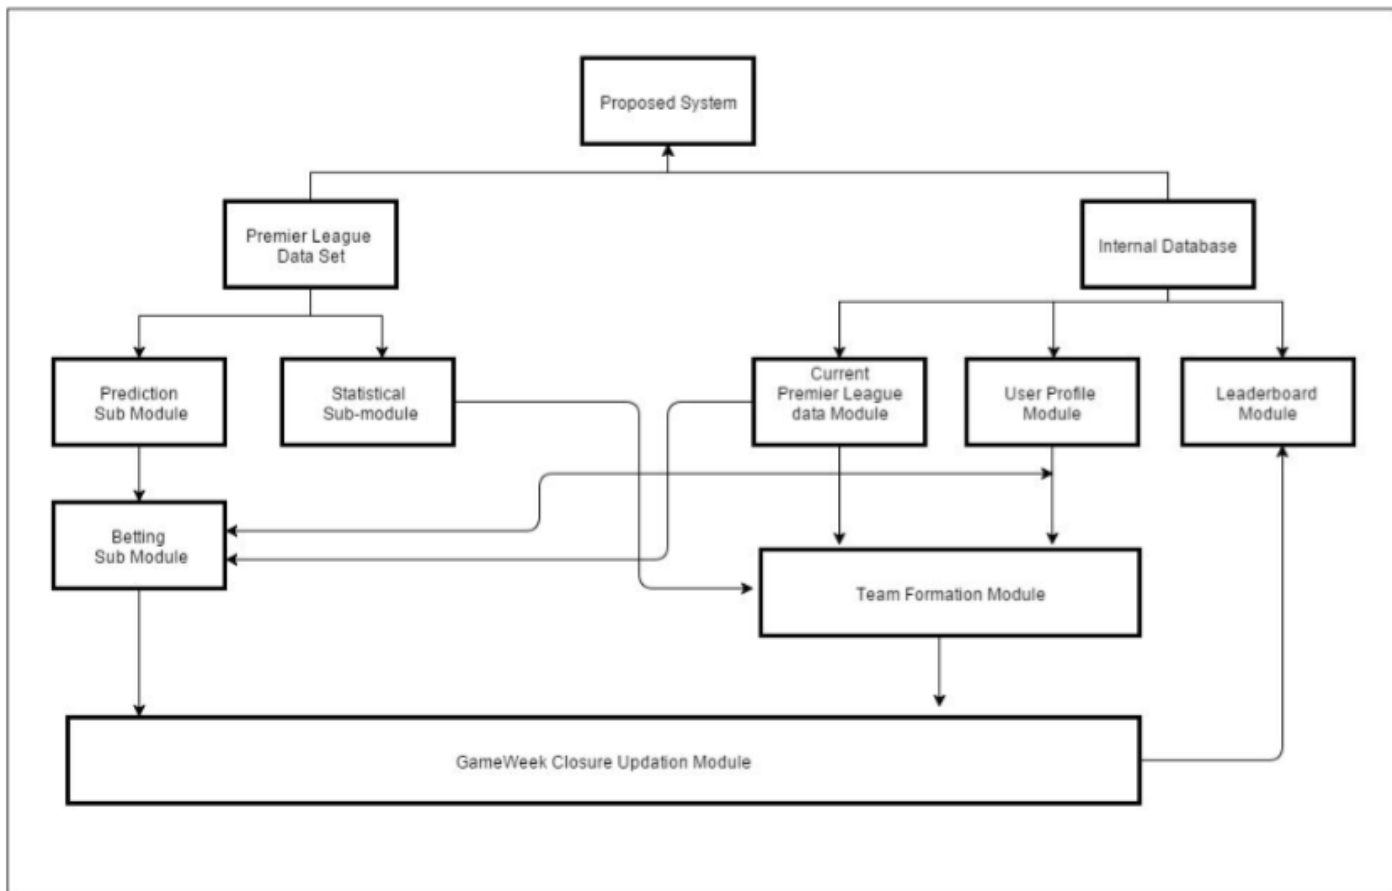 Proposed System
Premier League
Data Set
Internal Database
Prediction
Sub Module
Statistical
Sub-module
Current
Premier League
data Module
User Profile
Module
Leaderboard
Module
Betting
Sub Module
Team Formation Module
GameWeek Closure Updation Module